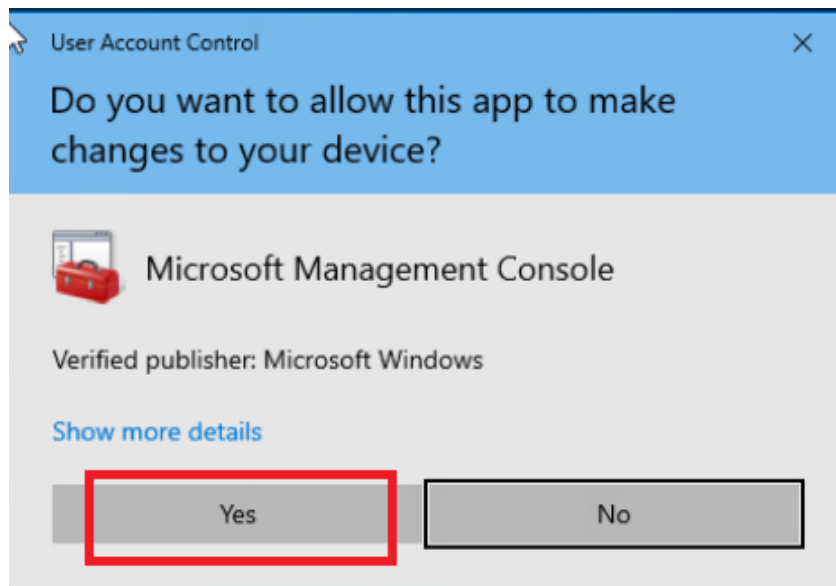 User Account Control
Do you want to allow this app to make
changes to your device?
Microsoft Management Console
Verified publisher: Microsoft Windows
Show more details
Yes
No